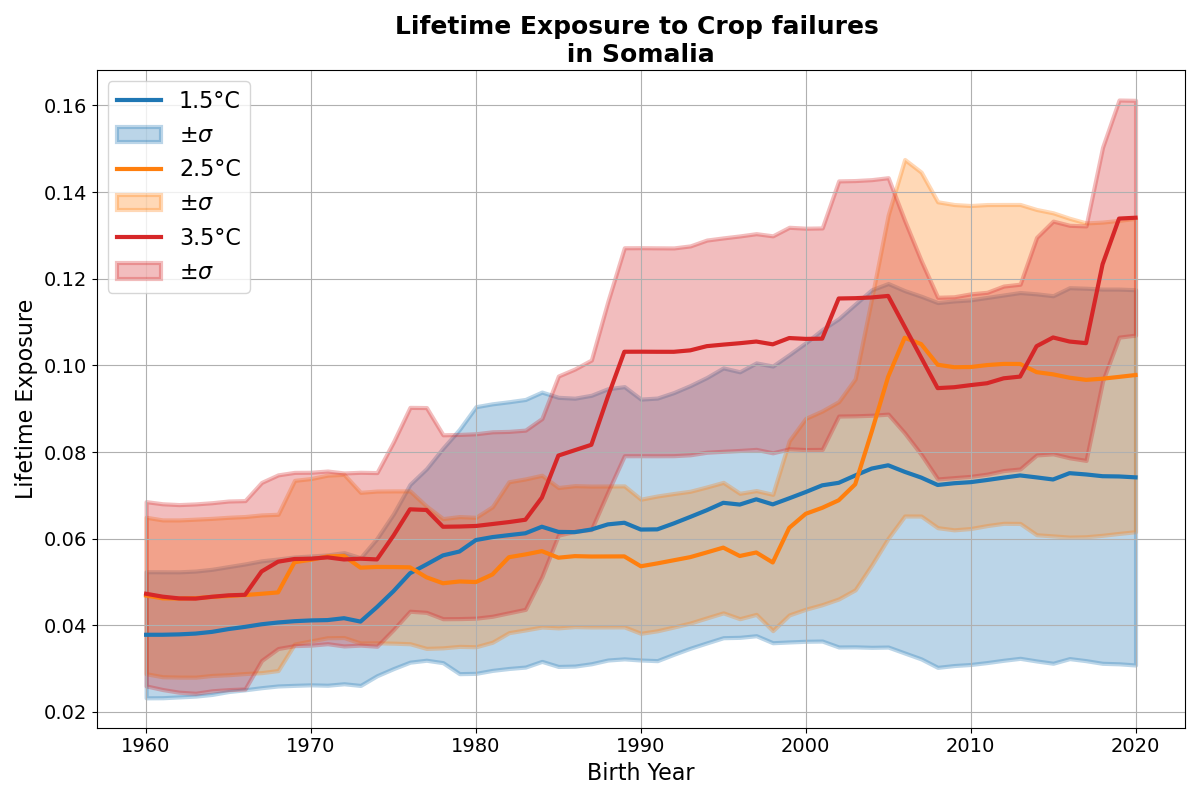 Lifetime Exposure to Crop failures
in Somalia
1.5°C
±σ
2.5°C
±σ
3.5°C
±σ
Lifetime Exposure
0.16
0.14
0.12
0.10
0.08
0.06
0.04
0.02
1960 1970 1980 1990 2000 2010 2020
Birth Year